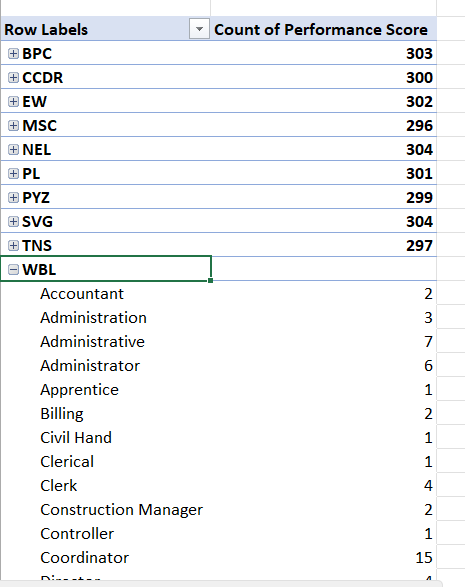 Row Labels Count of Performance Score
BPC 303
CCDR 300
EW 302
MSC 296
NEL 304
PL 301
PYZ 299
SVG 304
TNS 297
WBL
Accountant 2
Administration 3
Administrative 7
Administrator 6
Apprentice 1
Billing 2
Civil Hand 1
Clerical 1
Clerk 4
Construction Manager 2
Controller 1
Coordinator 15
Director 4